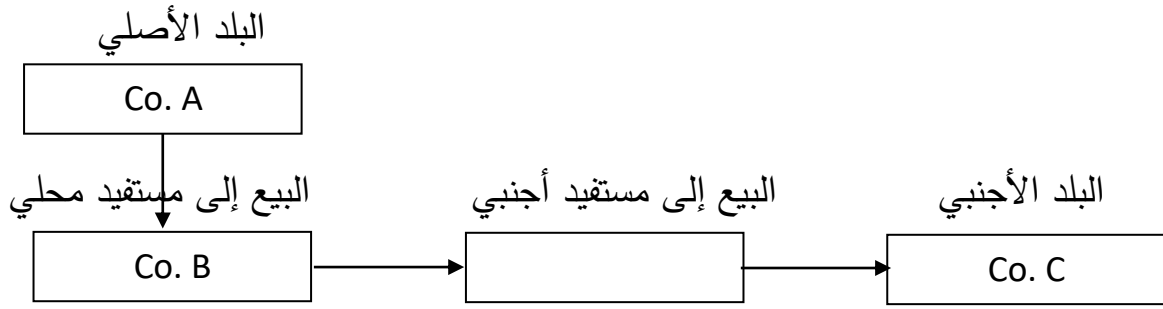 البلد الأصلي
Co. A
البيع إلى مستفيد محلي
البيع إلى مستفيد أجنبي
البلد الأجنبي
Co. B
Co. C